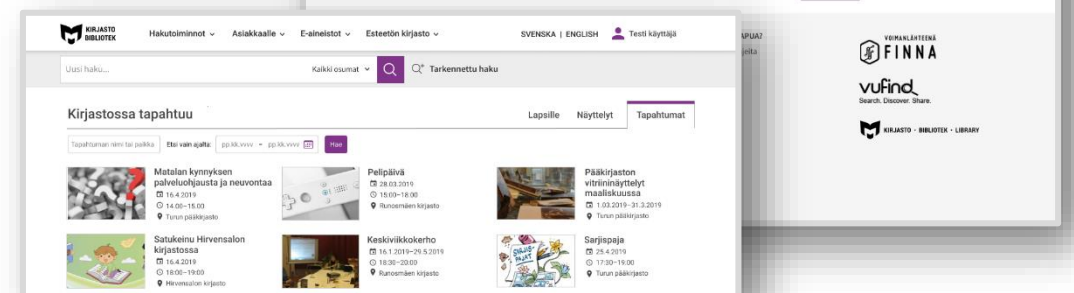 KIRJASTO
BIBLIOTEK
Hakutoiminnot
Asiakkaalle
E-aineistot
Esteetön kirjasto
SVENSKA | ENGLISH
Testi käyttäjä
Uusi haku...
Kaikki osumat
Tarkennettu haku
Kirjastossa tapahtuu
Lapsille
Näyttelyt
Tapahtumat
Tapahtuman nimi tai paikka
Etsi vain ajalta:
pp.kk.vvvv - pp.kk.vvvv
Hae
Matalan kynnyksen
palveluohjausta ja neuvontaa
16.4.2019
14.00–15.00
Turun pääkirjasto
Pelipäivä
28.03.2019
15:00–18:00
Runosmäen kirjasto
Pääkirjaston
vitriininäyttelyt
maaliskuussa
1.03.2019–31.3.2019
Turun pääkirjasto
Satukeinu Hirvensalon
kirjastossa
16.4.2019
18:00–19:00
Hirvensalon kirjasto
Keskiviikkokerho
16.1.2019–29.5.2019
18:30–20:00
Runosmäen kirjasto
SARJIS-
PAJAT
Sarjispaja
25.4.2019
17:30–19:00
Turun pääkirjasto
APUA?
jeita
VOIMANLÄHTEENÄ
FINNA
vufind
Search. Discover. Share.
KIRJASTO · BIBLIOTEK · LIBRARY